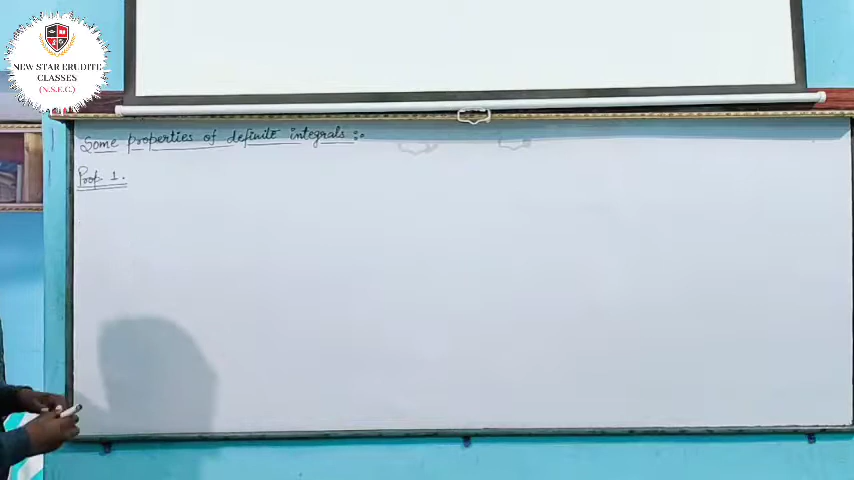 NEW STAR ERUDITE
CLASSES
(N.S.E.C.)
Some properties of definite integrals :-
Prop. 1.